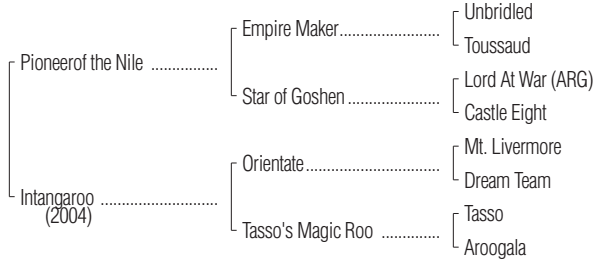 Unbridled
Empire Maker
Toussaud
Pioneerof the Nile
Lord At War (ARG)
Star of Goshen
Castle Eight
Mt. Livermore
Orientate
Dream Team
Intangaroo
(2004)
Tasso
Tasso's Magic Roo
Aroogala